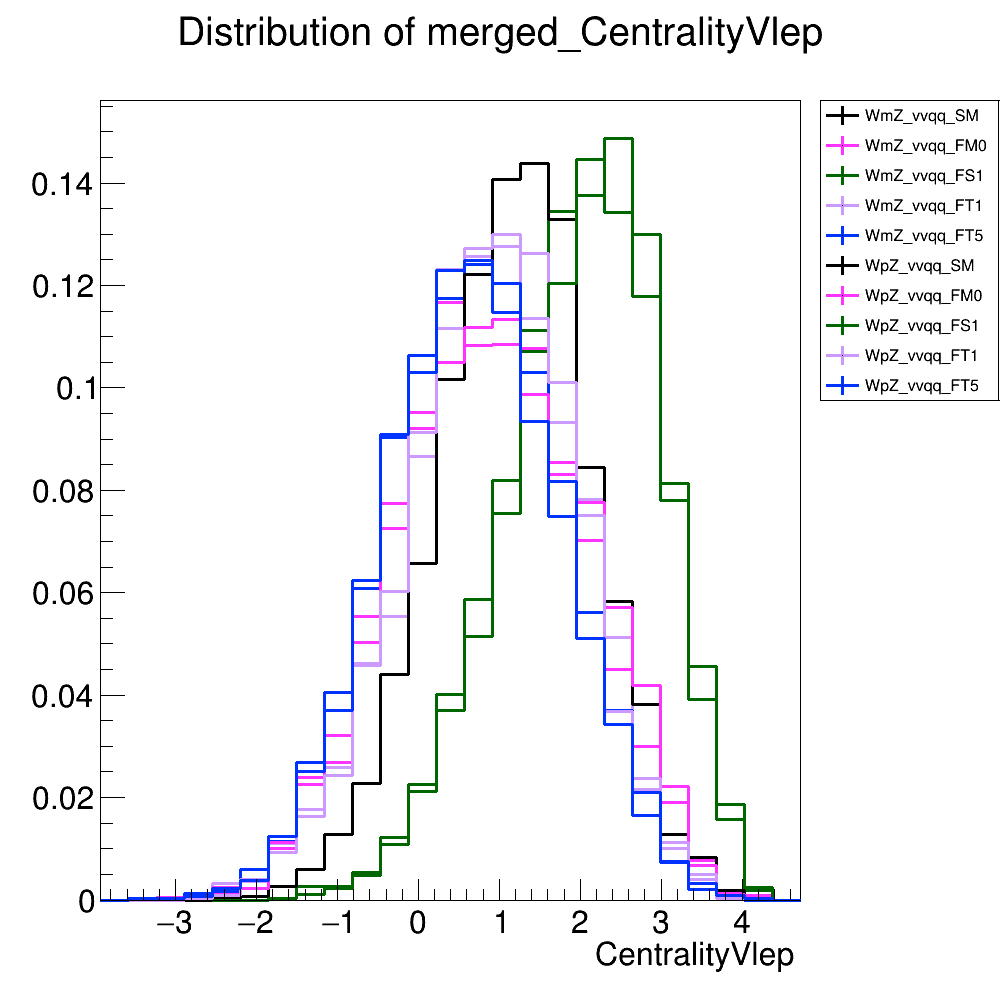 Distribution of merged_CentralityVlep
WmZ_vvqq_SM
WmZ_vvqq_FM0
WmZ_vvqq_FS1
WmZ_vvqq_FT1
WmZ_vvqq_FT5
WpZ_vvqq_SM
WpZ_vvqq_FM0
WpZ_vvqq_FS1
WpZ_vvqq_FT1
WpZ_vvqq_FT5
0.14
0.12
0.1
0.08
0.06
0.04
0.02
0
−3 −2 −1 0 1 2 3 4
CentralityVlep